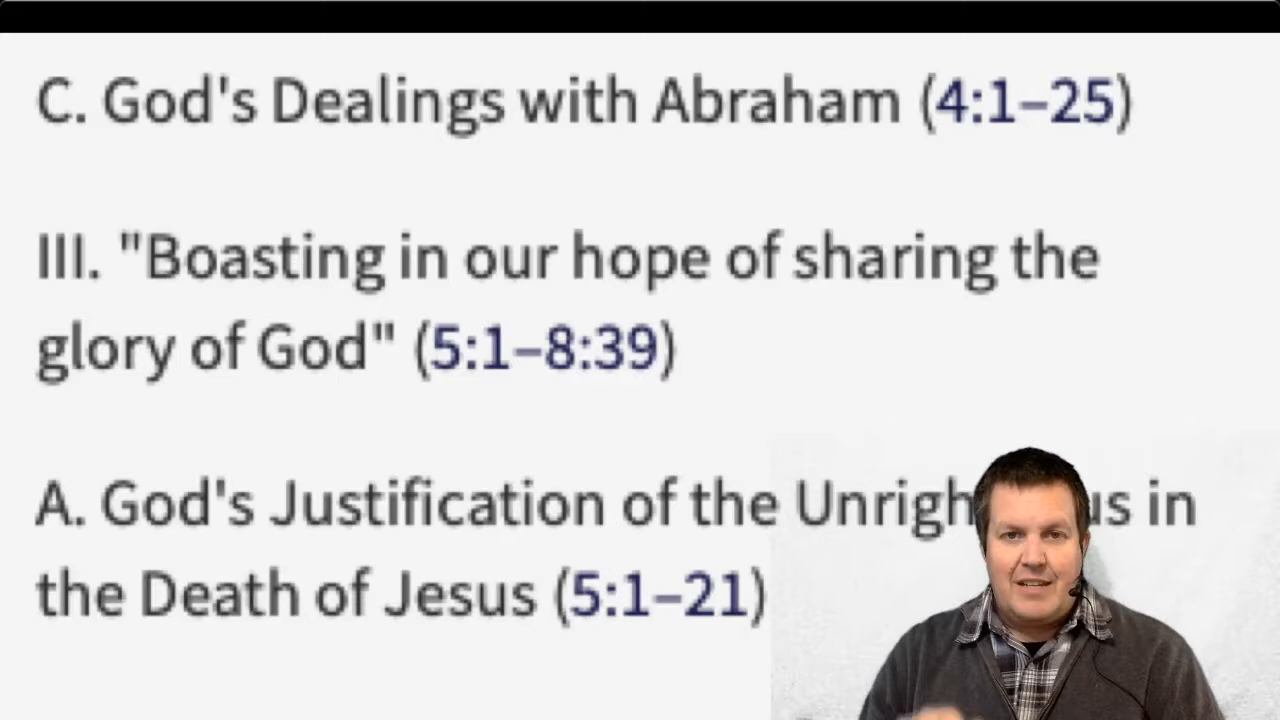 C. God's Dealings with Abraham (4:1–25)
III. "Boasting in our hope of sharing the
glory of God" (5:1–8:39)
A. God's Justification of the in
the Death of Jesus (5:1–21)